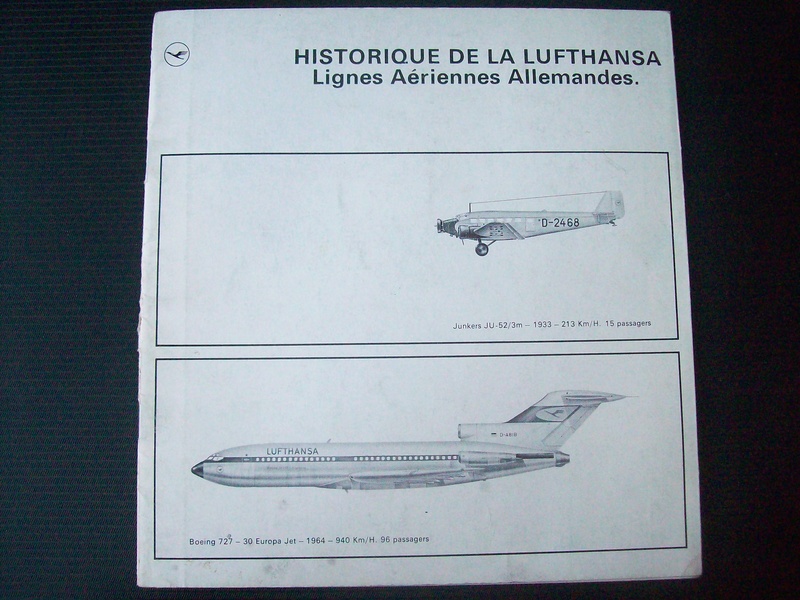 HISTORIQUE DE LA LUFTHANSA
Lignes Aériennes Allemandes.
D-2468
Junkers JU-52/3m – 1933 – 213 Km/H. 15 passagers
LUFTHANSA
Boeing 727 – 30 Europa Jet – 1964 – 940 Km/H. 96 passagers